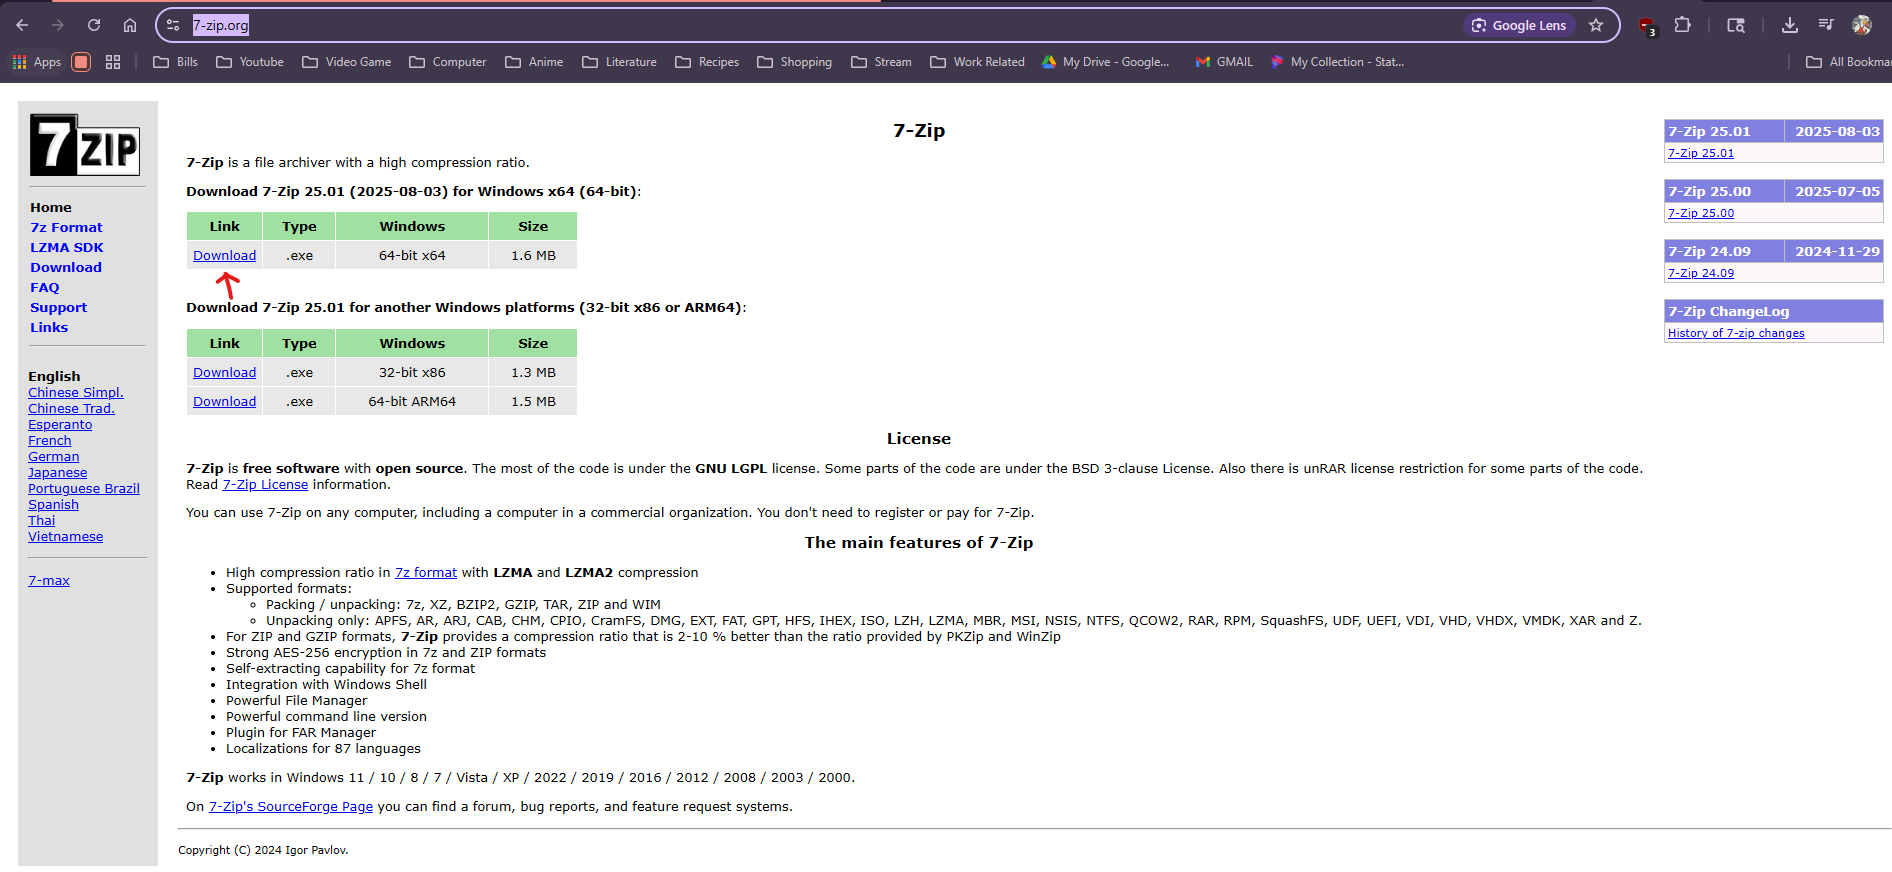 7-zip.org
Google Lens
3
Apps
Bills
Youtube
Video Game
Computer
Anime
Literature
Recipes
Shopping
Stream
Work Related
My Drive - Google...
GMAIL
My Collection - Stat...
All Bookma
7ZIP
Home
7z Format
LZMA SDK
Download
FAQ
Support
Links
English
Chinese Simpl.
Chinese Trad.
Esperanto
French
German
Japanese
Portuguese Brazil
Spanish
Thai
Vietnamese
7-max
7-Zip
7-Zip is a file archiver with a high compression ratio.
Download 7-Zip 25.01 (2025-08-03) for Windows x64 (64-bit):
Link Type Windows Size
Download .exe 64-bit x64 1.6 MB
Download 7-Zip 25.01 for another Windows platforms (32-bit x86 or ARM64):
Link Type Windows Size
Download .exe 32-bit x86 1.3 MB
Download .exe 64-bit ARM64 1.5 MB
License
7-Zip is free software with open source. The most of the code is under the GNU LGPL license. Some parts of the code are under the BSD 3-clause License. Also there is unRAR license restriction for some parts of the code.
Read 7-Zip License information.
You can use 7-Zip on any computer, including a computer in a commercial organization. You don't need to register or pay for 7-Zip.
The main features of 7-Zip
• High compression ratio in 7z format with LZMA and LZMA2 compression
• Supported formats:
◦ Packing / unpacking: 7z, XZ, BZIP2, GZIP, TAR, ZIP and WIM
◦ Unpacking only: APFS, AR, ARJ, CAB, CHM, CPIO, CramFS, DMG, EXT, FAT, GPT, HFS, IHEX, ISO, LZH, LZMA, MBR, MSI, NSIS, NTFS, QCOW2, RAR, RPM, SquashFS, UDF, UEFI, VDI, VHD, VHDX, VMDK, XAR and Z.
• For ZIP and GZIP formats, 7-Zip provides a compression ratio that is 2-10 % better than the ratio provided by PKZip and WinZip
• Strong AES-256 encryption in 7z and ZIP formats
• Self-extracting capability for 7z format
• Integration with Windows Shell
• Powerful File Manager
• Powerful command line version
• Plugin for FAR Manager
• Localizations for 87 languages
7-Zip works in Windows 11 / 10 / 8 / 7 / Vista / XP / 2022 / 2019 / 2016 / 2012 / 2008 / 2003 / 2000.
On 7-Zip's SourceForge Page you can find a forum, bug reports, and feature request systems.
Copyright (C) 2024 Igor Pavlov.
7-Zip 25.01 2025-08-03
7-Zip 25.01
7-Zip 25.00 2025-07-05
7-Zip 25.00
7-Zip 24.09 2024-11-29
7-Zip 24.09
7-Zip ChangeLog
History of 7-zip changes